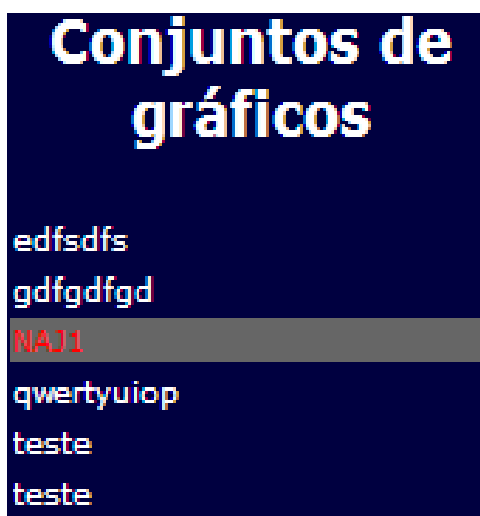 Conjuntos de
gráficos
edfsdfs
gdfgdfgd
NAJ1
qwertyuiop
teste
teste